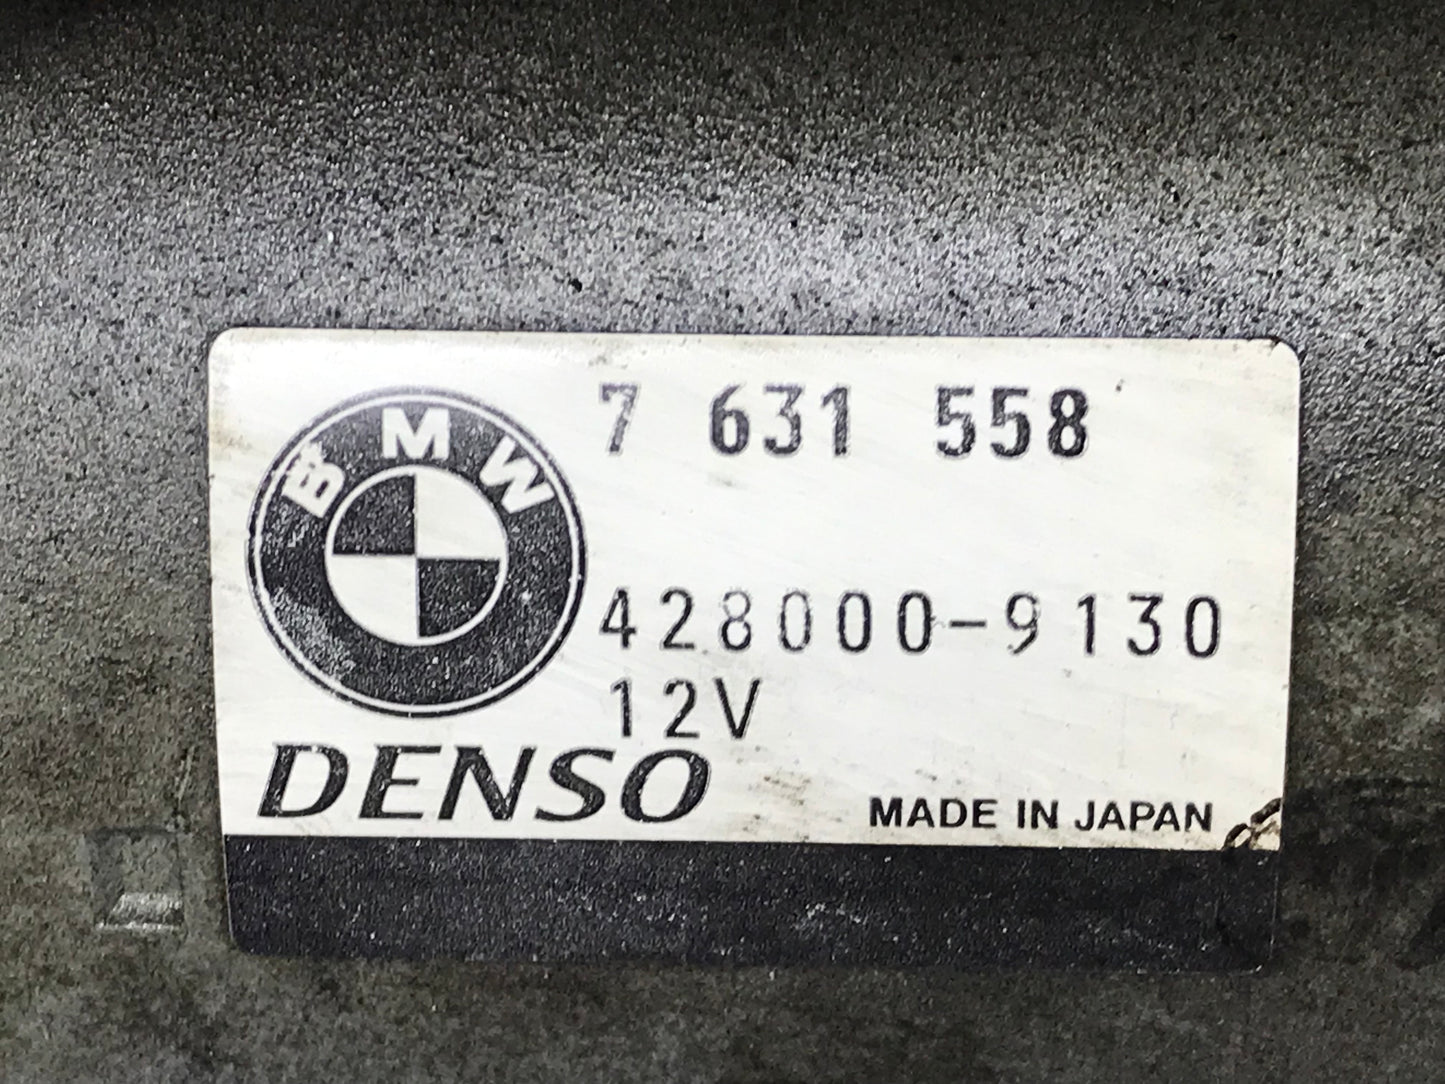 BMW
7 631 558
428000-9130
12V
DENSO
MADE IN JAPAN